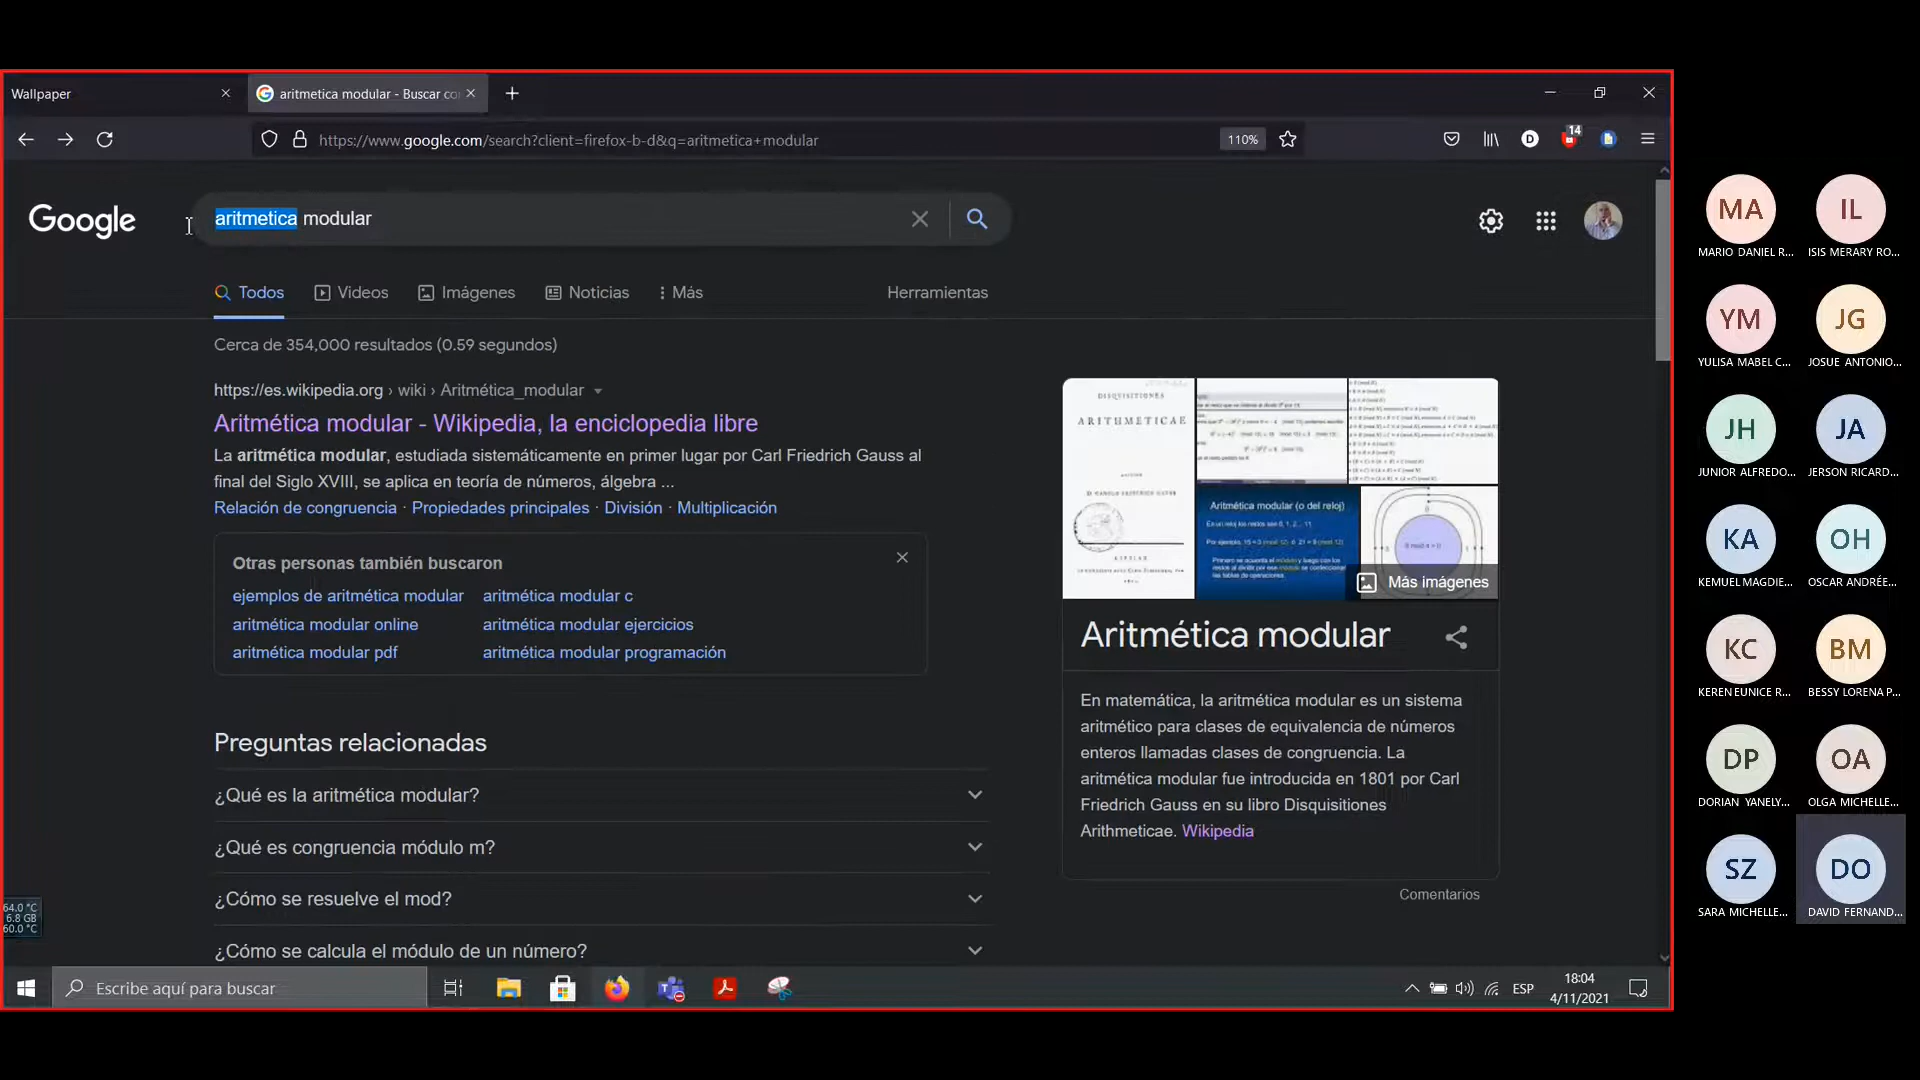 Wallpaper
aritmetica modular - Buscar co
https://www.google.com/search?client=firefox-b-d&q=aritmetica+modular
110%
14
Google
aritmetica modular
Todos
Videos
Imágenes
Noticias
Más
Herramientas
Cerca de 354,000 resultados (0.59 segundos)
https://es.wikipedia.org › wiki › Aritmética_modular
Aritmética modular - Wikipedia, la enciclopedia libre
La aritmética modular, estudiada sistemáticamente en primer lugar por Carl Friedrich Gauss al
final del Siglo XVIII, se aplica en teoría de números, álgebra ...
Relación de congruencia · Propiedades principales · División · Multiplicación
Otras personas también buscaron
ejemplos de aritmética modular
aritmética modular c
aritmética modular online
aritmética modular ejercicios
aritmética modular pdf
aritmética modular programación
Preguntas relacionadas
¿Qué es la aritmética modular?
¿Qué es congruencia módulo m?
¿Cómo se resuelve el mod?
¿Cómo se calcula el módulo de un número?
DISQUISITIONES
ARITHMETICAE
Aritmética modular (o del reloj)
Más imágenes
Aritmética modular
En matemática, la aritmética modular es un sistema
aritmético para clases de equivalencia de números
enteros llamadas clases de congruencia. La
aritmética modular fue introducida en 1801 por Carl
Friedrich Gauss en su libro Disquisitiones
Arithmeticae. Wikipedia
Comentarios
64.0 °C
6.8 GB
60.0 °C
Escribe aquí para buscar
ESP
18:04
4/11/2021
MA
MARIO DANIEL R...
IL
ISIS MERARY RO...
YM
YULISA MABEL C...
JG
JOSUE ANTONIO...
JH
JUNIOR ALFREDO...
JA
JERSON RICARD...
KA
KEMUEL MAGDIE...
OH
OSCAR ANDRÉE...
KC
KEREN EUNICE R...
BM
BESSY LORENA P...
DP
DORIAN YANELY...
OA
OLGA MICHELLE...
SZ
SARA MICHELLE...
DO
DAVID FERNAND...